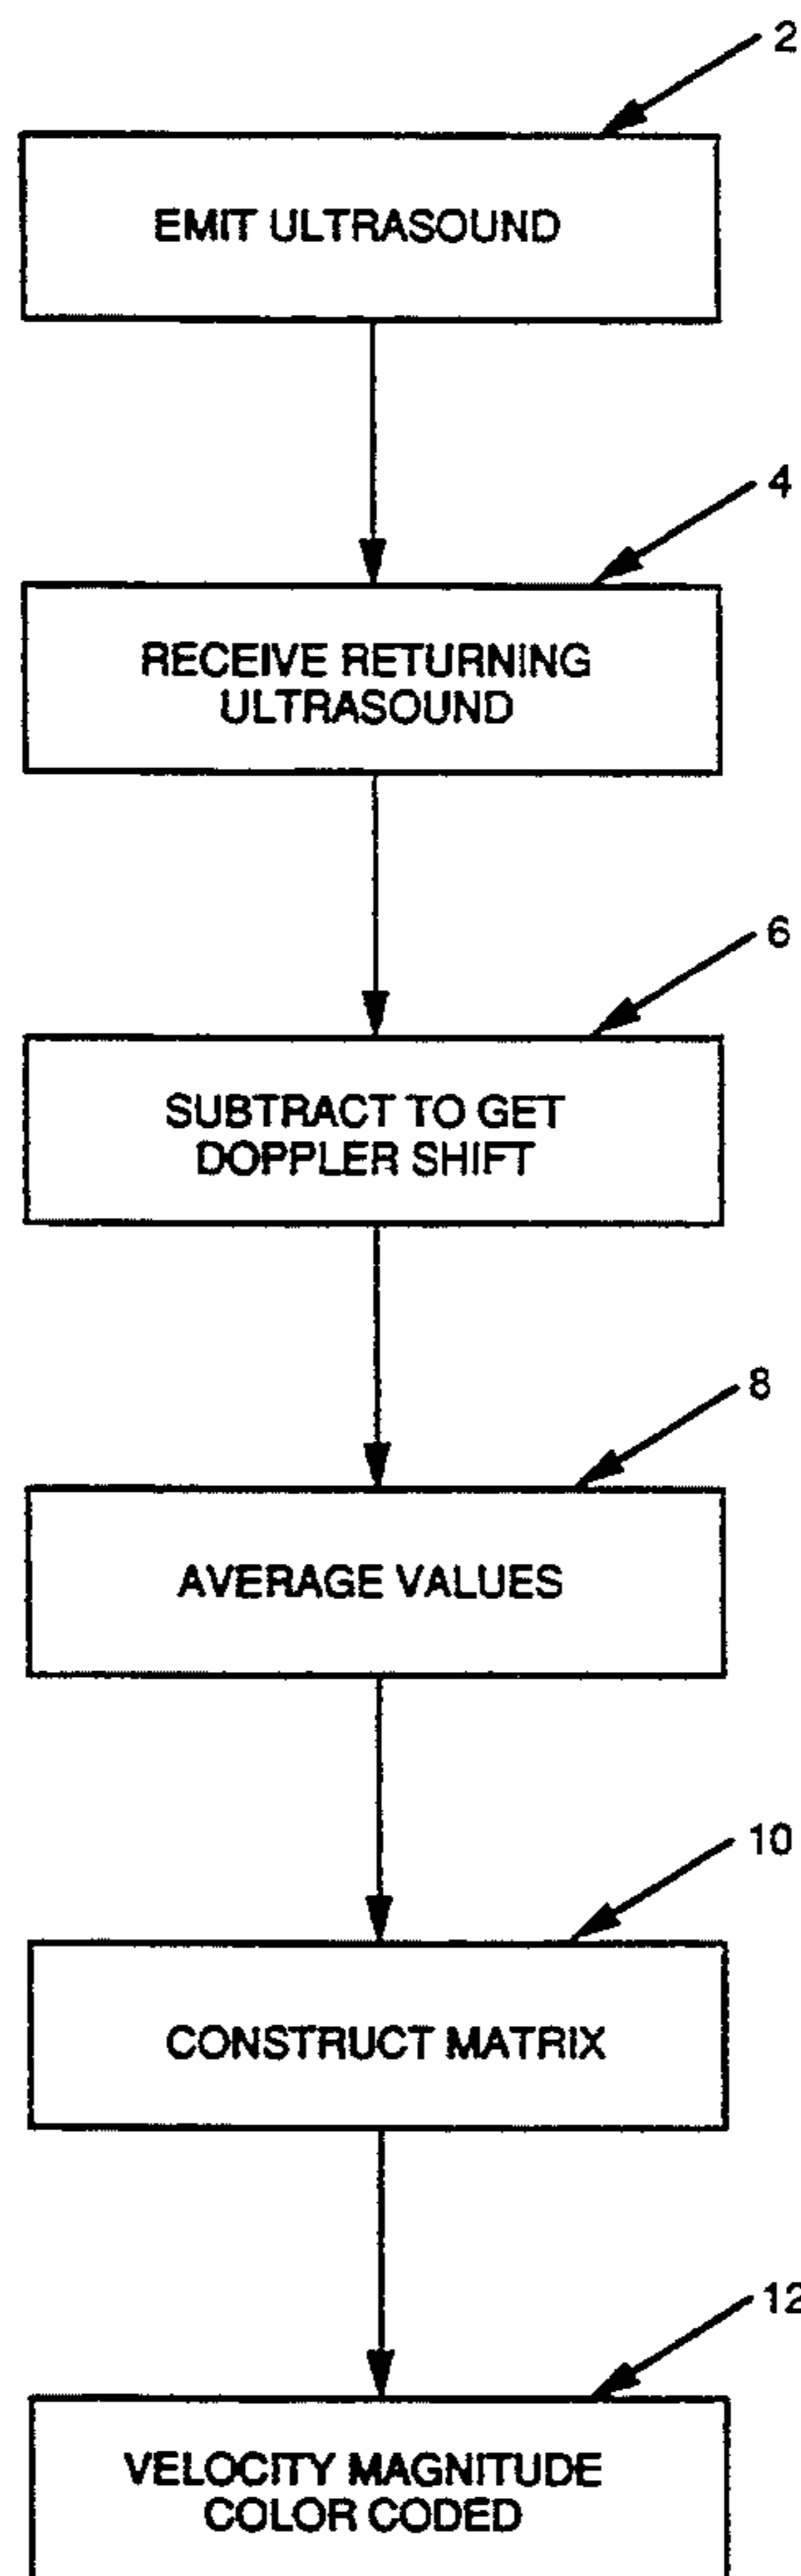 2
EMIT ULTRASOUND
4
RECEIVE RETURNING
ULTRASOUND
6
SUBTRACT TO GET
DOPPLER SHIFT
8
AVERAGE VALUES
10
CONSTRUCT MATRIX
12
VELOCITY MAGNITUDE
COLOR CODED